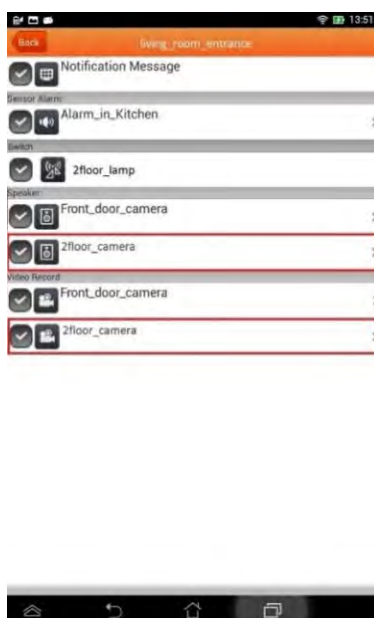 13:51
Back living_room_entrance
Notification Message
Sensor Alarm
Alarm_in_Kitchen
Switch
2floor_lamp
Speaker
Front_door_camera
2floor_camera
Video Record
Front_door_camera
2floor_camera